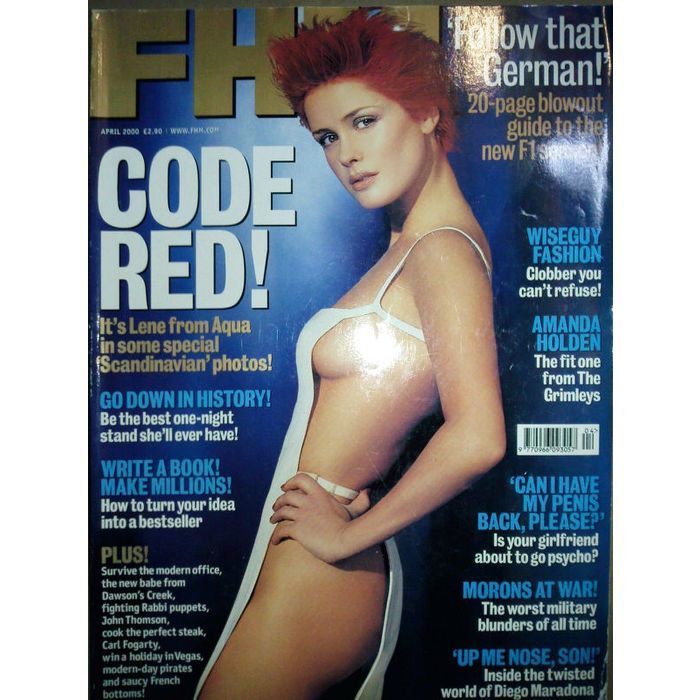 FHM
APRIL 2000 £2.90 | WWW.FHM.COM
'Follow that
German!'
20-page blowout
guide to the
new F1 season!
CODE
RED!
It's Lene from Aqua
in some special
'Scandinavian' photos!
GO DOWN IN HISTORY!
Be the best one-night
stand she'll ever have!
WRITE A BOOK!
MAKE MILLIONS!
How to turn your idea
into a bestseller
PLUS!
Survive the modern office,
the new babe from
Dawson's Creek,
fighting Rabbi puppets,
John Thomson,
cook the perfect steak,
Carl Fogarty,
win a holiday in Vegas,
modern-day pirates
and saucy French
bottoms!
WISEGUY
FASHION
Clobber you
can't refuse!
AMANDA
HOLDEN
The fit one
from The
Grimleys
04>
9 770966 093057
'CAN I HAVE
MY PENIS
BACK, PLEASE?'
Is your girlfriend
about to go psycho?
MORONS AT WAR!
The worst military
blunders of all time
'UP ME NOSE, SON!'
Inside the twisted
world of Diego Maradona